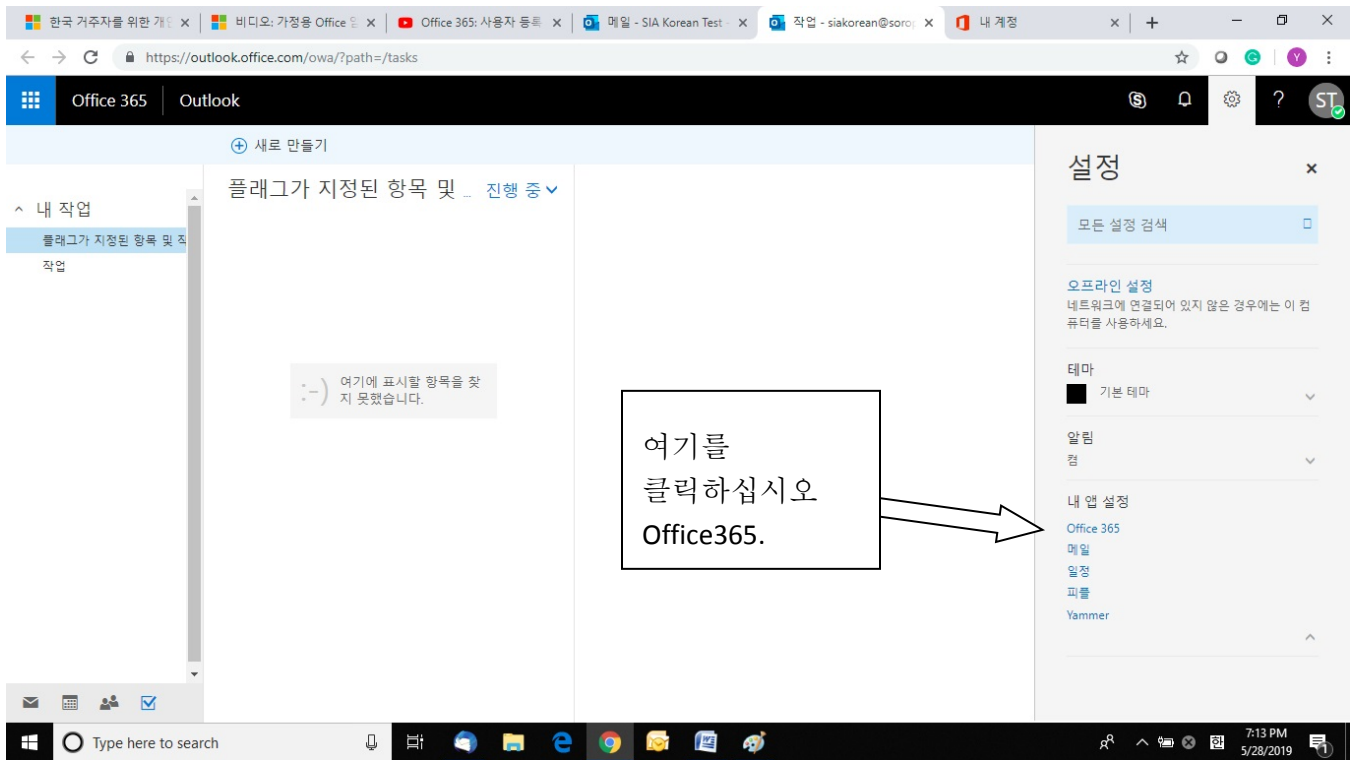 한국 거주자를 위한 개인
비디오: 가정용 Office
Office 365: 사용자 등록
메일 - SIA Korean Test -
작업 - siakorean@sorop
내 계정
https://outlook.office.com/owa/?path=/tasks
Y
Office 365
Outlook
?
ST
새로 만들기
내 작업
플래그가 지정된 항목 및 작
작업
플래그가 지정된 항목 및 ...
진행 중
:-)
여기에 표시할 항목을 찾
지 못했습니다.
여기를
클릭하십시오
Office365.
설정
모든 설정 검색
오프라인 설정
네트워크에 연결되어 있지 않은 경우에는 이 컴
퓨터를 사용하세요.
테마
기본 테마
알림
켬
내 앱 설정
Office 365
메일
일정
피플
Yammer
Type here to search
한
7:13 PM
5/28/2019